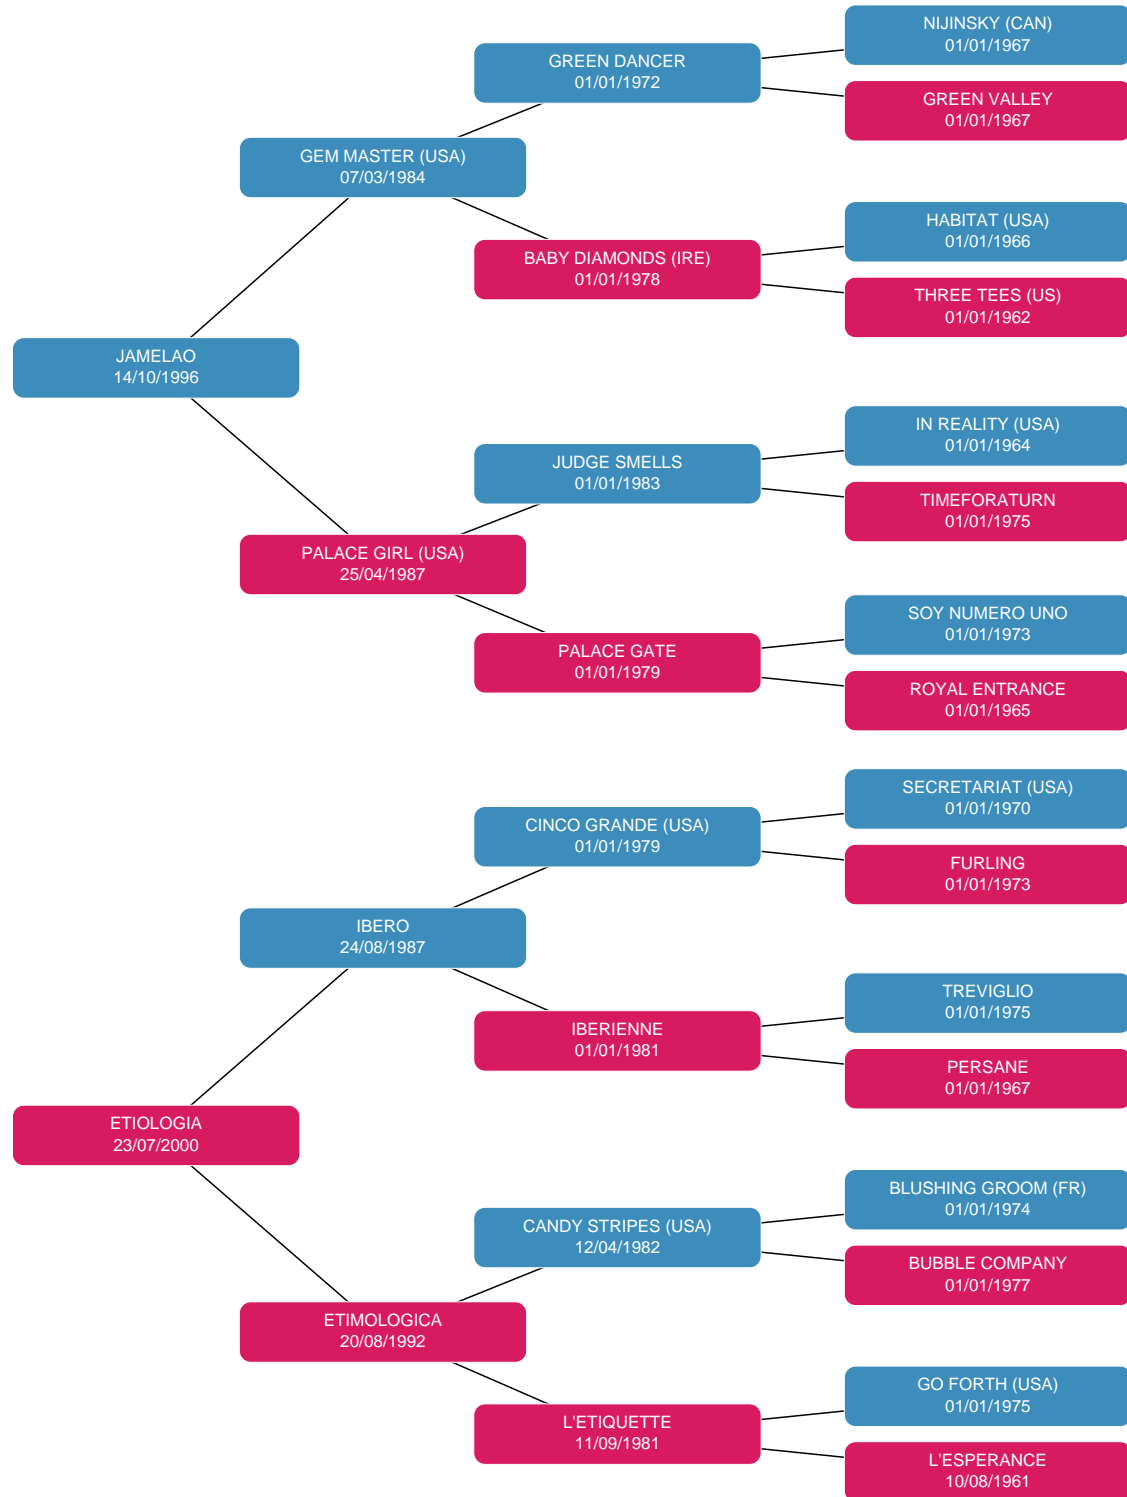 NIJINSKY (CAN)
01/01/1967
GREEN DANCER
01/01/1972
GREEN VALLEY
01/01/1967
GEM MASTER (USA)
07/03/1984
HABITAT (USA)
01/01/1966
BABY DIAMONDS (IRE)
01/01/1978
THREE TEES (US)
01/01/1962
JAMELAO
14/10/1996
IN REALITY (USA)
01/01/1964
JUDGE SMELLS
01/01/1983
TIMEFORATURN
01/01/1975
PALACE GIRL (USA)
25/04/1987
SOY NUMERO UNO
01/01/1973
PALACE GATE
01/01/1979
ROYAL ENTRANCE
01/01/1965
SECRETARIAT (USA)
01/01/1970
CINCO GRANDE (USA)
01/01/1979
FURLING
01/01/1973
IBERO
24/08/1987
TREVIGLIO
01/01/1975
IBERIENNE
01/01/1981
PERSANE
01/01/1967
ETIOLOGIA
23/07/2000
BLUSHING GROOM (FR)
01/01/1974
CANDY STRIPES (USA)
12/04/1982
BUBBLE COMPANY
01/01/1977
ETIMOLOGICA
20/08/1992
GO FORTH (USA)
01/01/1975
L'ETIQUETTE
11/09/1981
L'ESPERANCE
10/08/1961